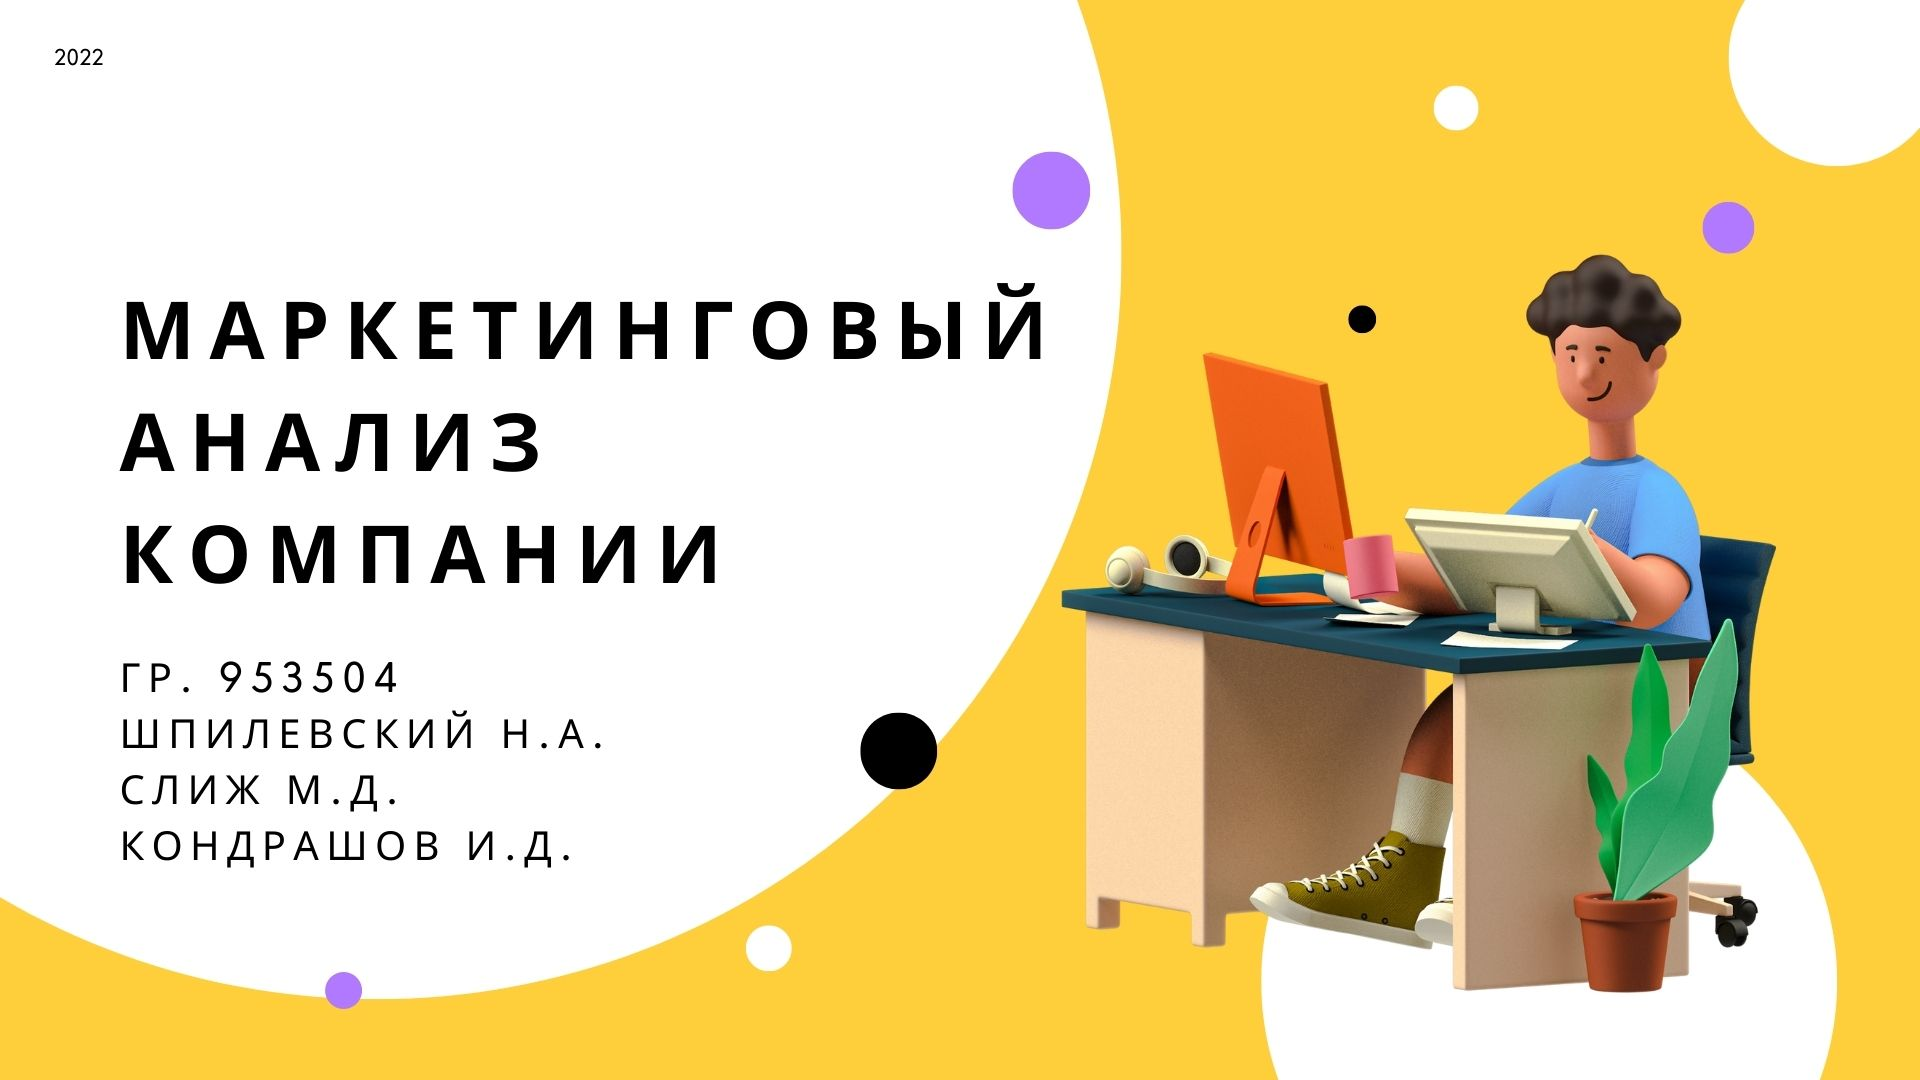 2022
МАРКЕТИНГОВЫЙ
АНАЛИЗ
КОМПАНИИ
ГР. 953504
ШПИЛЕВСКИЙ Н.А.
СЛИЖ М.Д.
КОНДРАШОВ И.Д.